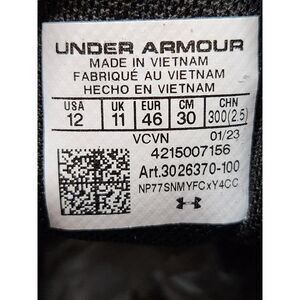 UNDER ARMOUR
MADE IN VIETNAM
FABRIQUÉ AU VIETNAM
HECHO EN VIETNAM
USA UK EUR CM CHN
12 11 46 30 300(2.5)
VCVN 01/23
4215007156
Art.3026370-100
NP77SNMYFCxY4CC